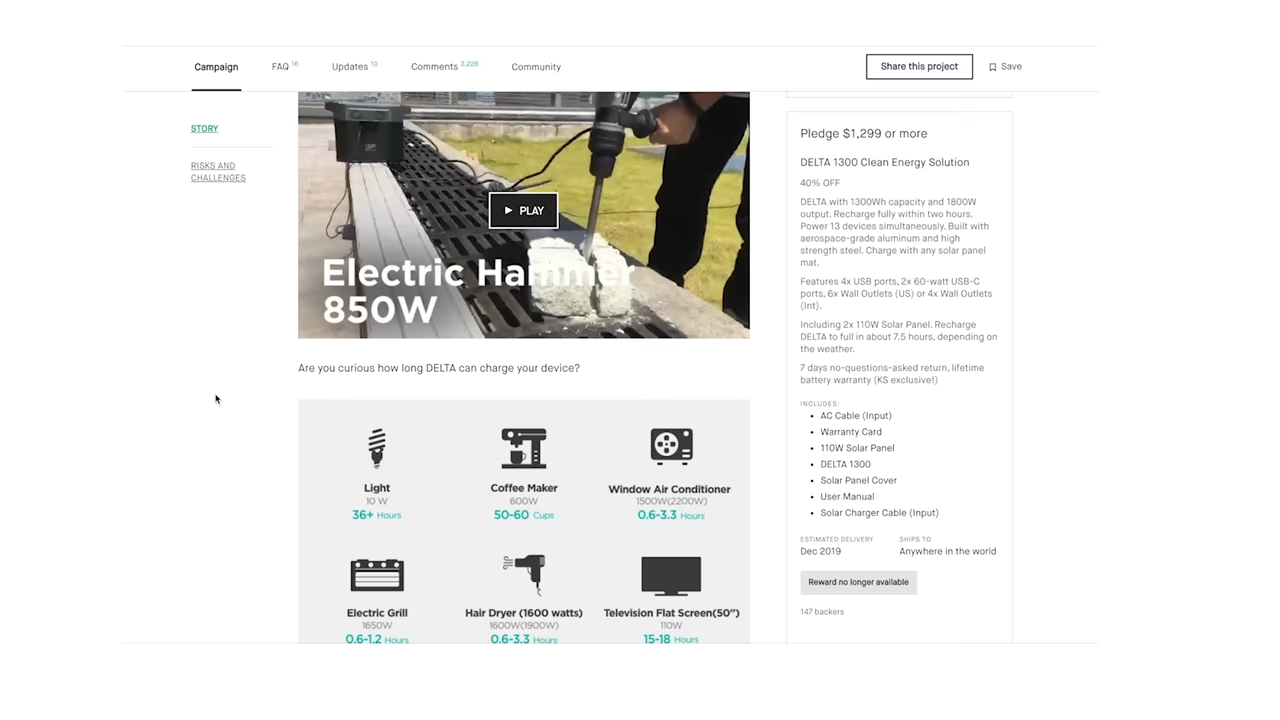 Campaign
FAQ 16
Updates 10
Comments 3,228
Community
Share this project
Save
STORY
RISKS AND
CHALLENGES
PLAY
Electric Hammer
850W
Are you curious how long DELTA can charge your device?
Light
10 W
36+ Hours
Coffee Maker
600W
50-60 Cups
Window Air Conditioner
1500W(2200W)
0.6-3.3 Hours
Electric Grill
1650W
0.6-1.2 Hours
Hair Dryer (1600 watts)
1600W(1900W)
0.6-3.3 Hours
Television Flat Screen(50")
110W
15-18 Hours
Pledge $1,299 or more
DELTA 1300 Clean Energy Solution
40% OFF
DELTA with 1300Wh capacity and 1800W
output. Recharge fully within two hours.
Power 13 devices simultaneously. Built with
aerospace-grade aluminum and high
strength steel. Charge with any solar panel
mat.
Features 4x USB ports, 2x 60-watt USB-C
ports, 6x Wall Outlets (US) or 4x Wall Outlets
(Int).
Including 2x 110W Solar Panel. Recharge
DELTA to full in about 7.5 hours, depending on
the weather.
7 days no-questions-asked return, lifetime
battery warranty (KS exclusive!)
INCLUDES:
• AC Cable (Input)
• Warranty Card
• 110W Solar Panel
• DELTA 1300
• Solar Panel Cover
• User Manual
• Solar Charger Cable (Input)
ESTIMATED DELIVERY
Dec 2019
SHIPS TO
Anywhere in the world
Reward no longer available
147 backers